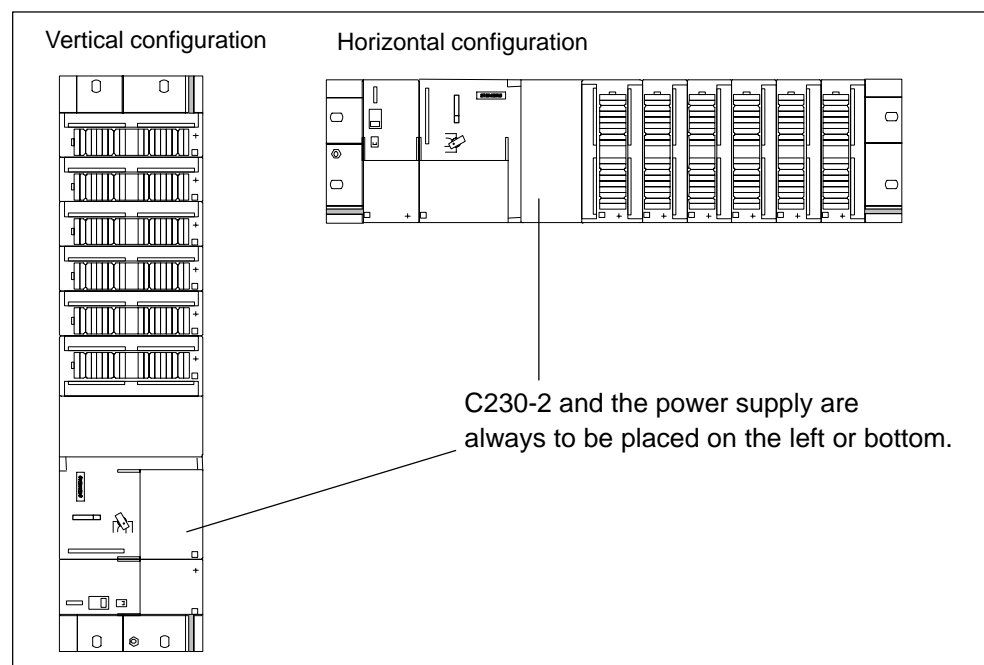 Vertical configuration
Horizontal configuration
C230-2 and the power supply are
always to be placed on the left or bottom.